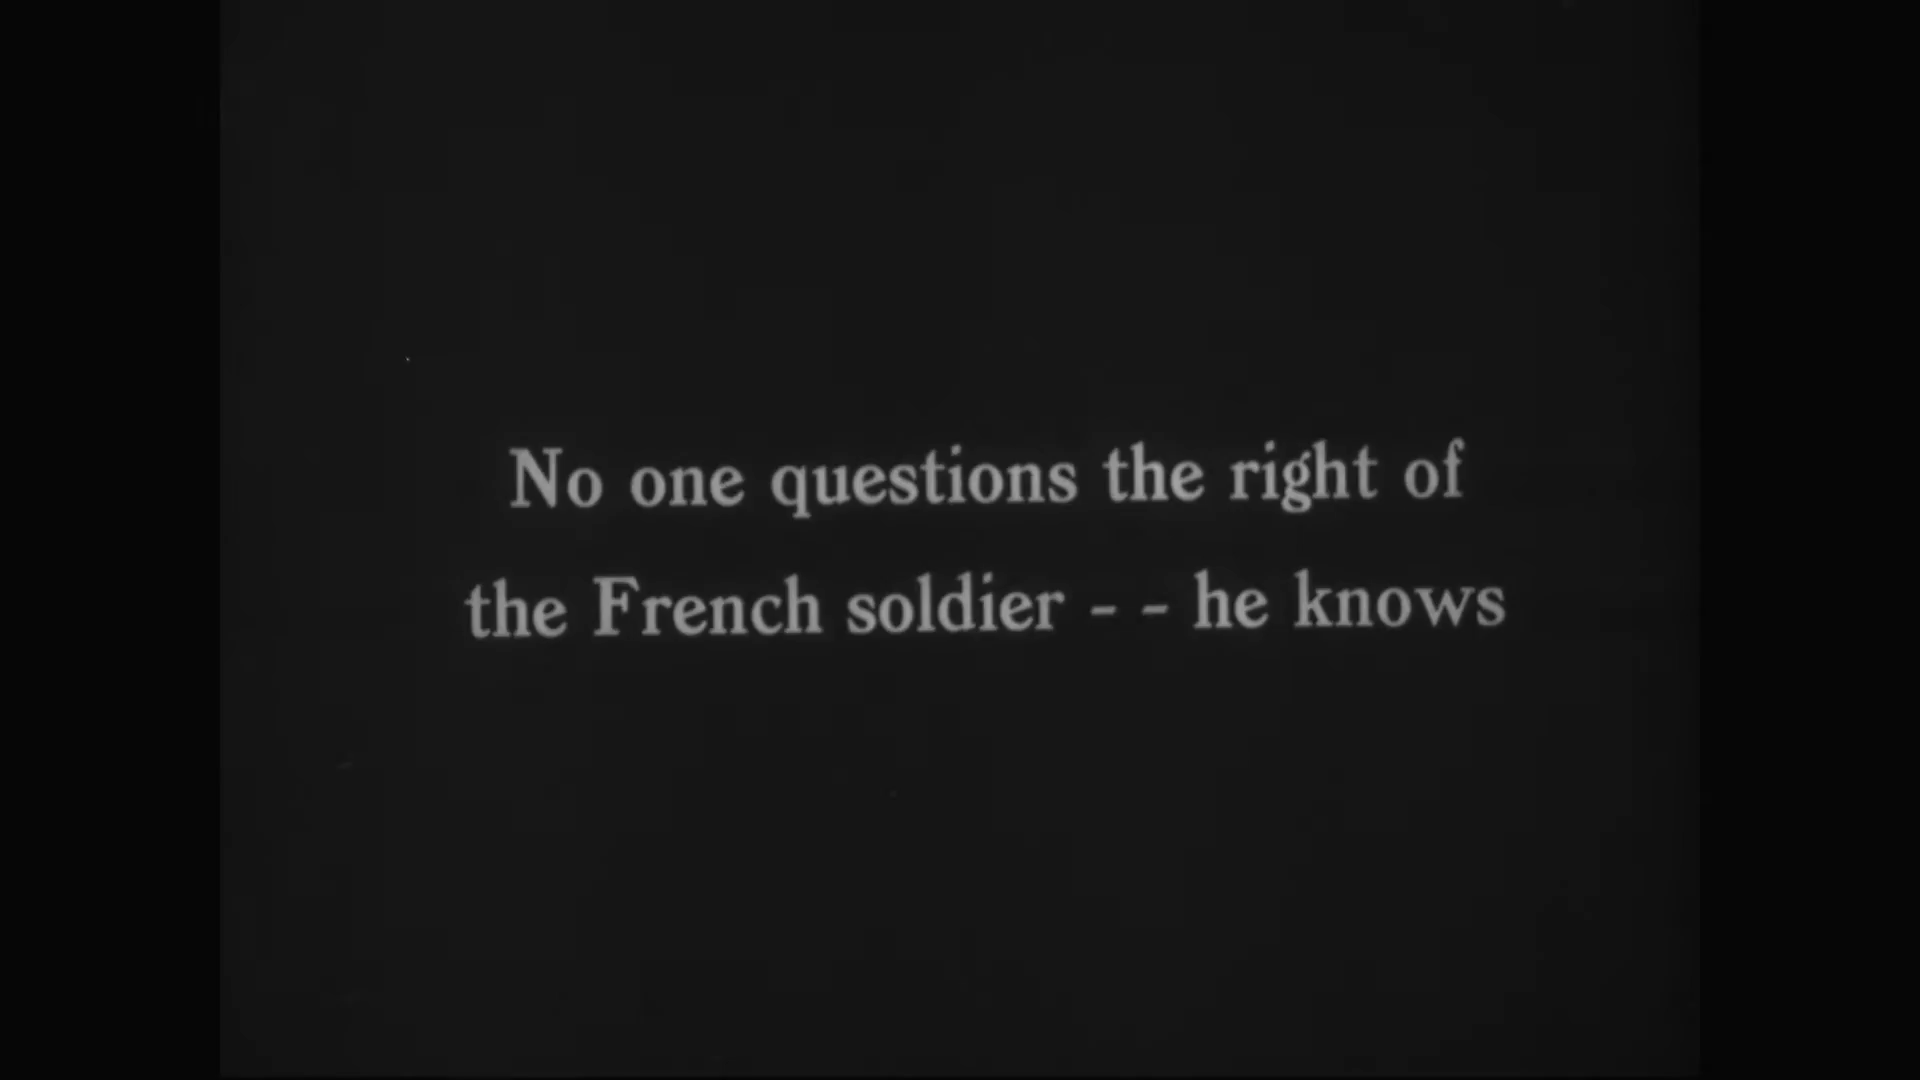 No one questions the right of
the French soldier - - he knows